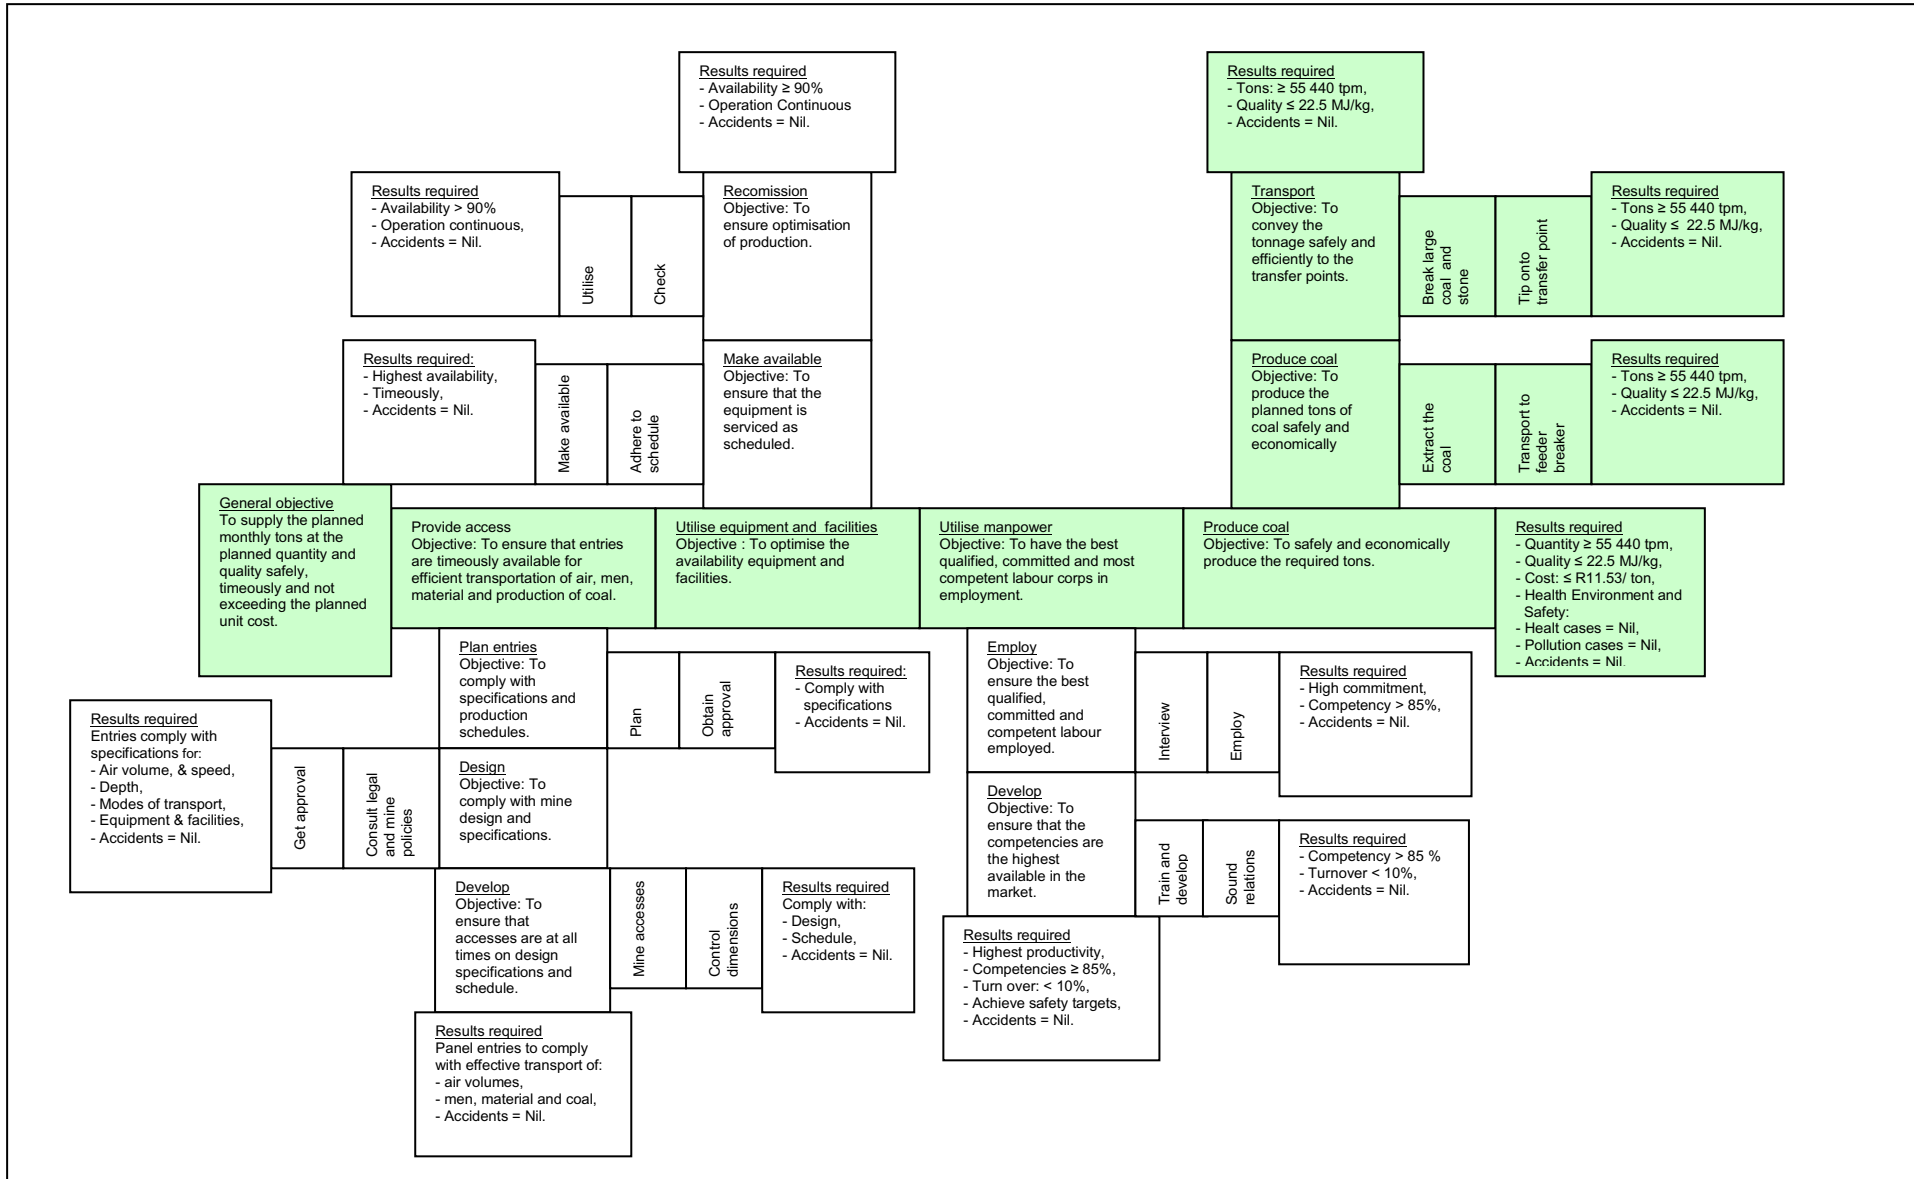 Results required
- Availability ≥ 90%
- Operation Continuous
- Accidents = Nil.
Results required
- Tons: ≥ 55 440 tpm,
- Quality ≤ 22.5 MJ/kg,
- Accidents = Nil.
Results required
- Availability > 90%
- Operation continuous,
- Accidents = Nil.
Utilise
Check
Recomission
Objective: To
ensure optimisation
of production.
Transport
Objective: To
convey the
tonnage safely and
efficiently to the
transfer points.
Break large
coal and
stone
Tip onto
transfer point
Results required
- Tons ≥ 55 440 tpm,
- Quality ≤ 22.5 MJ/kg,
- Accidents = Nil.
Results required:
- Highest availability,
- Timeously,
- Accidents = Nil.
Make available
Adhere to
schedule
Make available
Objective: To
ensure that the
equipment is
serviced as
scheduled.
Produce coal
Objective: To
produce the
planned tons of
coal safely and
economically
Extract the
coal
Transport to
feeder
breaker
Results required
- Tons ≥ 55 440 tpm,
- Quality ≤ 22.5 MJ/kg,
- Accidents = Nil.
General objective
To supply the planned
monthly tons at the
planned quantity and
quality safely,
timeously and not
exceeding the planned
unit cost.
Provide access
Objective: To ensure that entries
are timeously available for
efficient transportation of air, men,
material and production of coal.
Utilise equipment and facilities
Objective : To optimise the
availability equipment and
facilities.
Utilise manpower
Objective: To have the best
qualified, committed and most
competent labour corps in
employment.
Produce coal
Objective: To safely and economically
produce the required tons.
Results required
- Quantity ≥ 55 440 tpm,
- Quality ≤ 22.5 MJ/kg,
- Cost: ≤ R11.53/ ton,
- Health Environment and
Safety:
- Healt cases = Nil,
- Pollution cases = Nil,
- Accidents = Nil.
Plan entries
Objective: To
comply with
specifications and
production
schedules.
Plan
Obtain
approval
Results required:
- Comply with
specifications
- Accidents = Nil.
Employ
Objective: To
ensure the best
qualified,
committed and
competent labour
employed.
Interview
Employ
Results required
- High commitment,
- Competency > 85%,
- Accidents = Nil.
Results required
Entries comply with
specifications for:
- Air volume, & speed,
- Depth,
- Modes of transport,
- Equipment & facilities,
- Accidents = Nil.
Get approval
Consult legal
and mine
policies
Design
Objective: To
comply with mine
design and
specifications.
Develop
Objective: To
ensure that the
competencies are
the highest
available in the
market.
Train and
develop
Sound
relations
Results required
- Competency > 85 %
- Turnover < 10%,
- Accidents = Nil.
Develop
Objective: To
ensure that
accesses are at all
times on design
specifications and
schedule.
Mine accesses
Control
dimensions
Results required
Comply with:
- Design,
- Schedule,
- Accidents = Nil.
Results required
- Highest productivity,
- Competencies ≥ 85%,
- Turn over: < 10%,
- Achieve safety targets,
- Accidents = Nil.
Results required
Panel entries to comply
with effective transport of:
- air volumes,
- men, material and coal,
- Accidents = Nil.